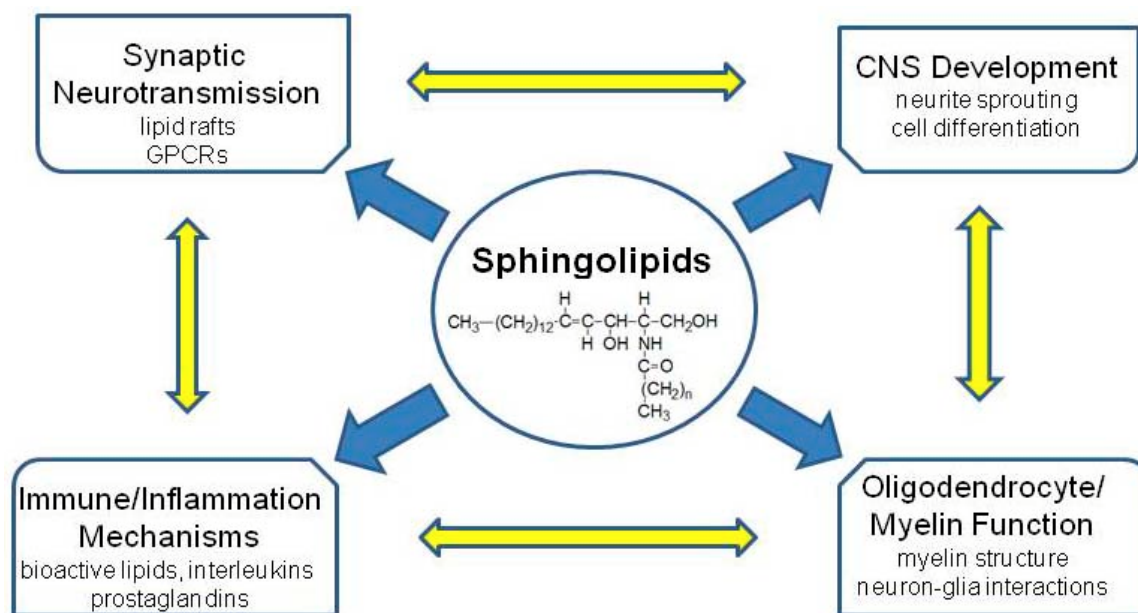 Synaptic
Neurotransmission
lipid rafts
GPCRs
CNS Development
neurite sprouting
cell differentiation
Sphingolipids
H H
CH₃—(CH₂)₁₂-C=C-CH-C-CH₂OH
H OH NH
C=O
(CH₂)ₙ
CH₃
Immune/Inflammation
Mechanisms
bioactive lipids, interleukins
prostaglandins
Oligodendrocyte/
Myelin Function
myelin structure
neuron-glia interactions